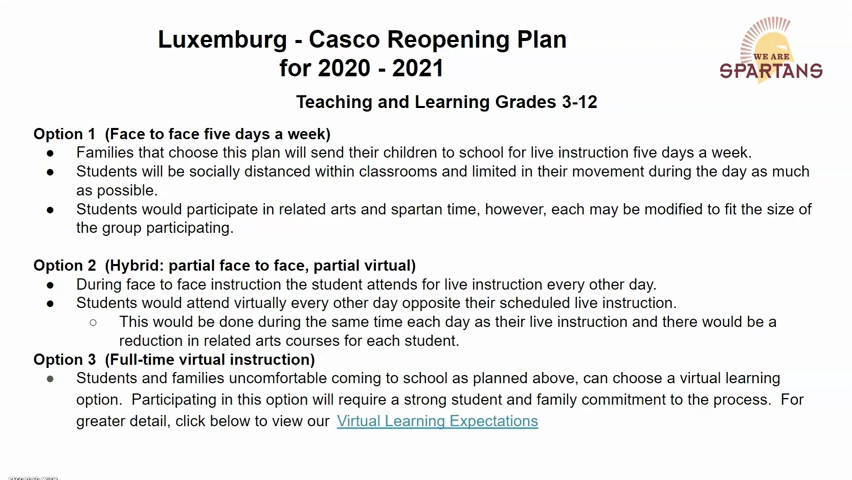 Luxemburg - Casco Reopening Plan
for 2020 - 2021
WE ARE
SPARTANS
Teaching and Learning Grades 3-12
Option 1 (Face to face five days a week)
● Families that choose this plan will send their children to school for live instruction five days a week.
● Students will be socially distanced within classrooms and limited in their movement during the day as much
as possible.
● Students would participate in related arts and spartan time, however, each may be modified to fit the size of
the group participating.
Option 2 (Hybrid: partial face to face, partial virtual)
● During face to face instruction the student attends for live instruction every other day.
● Students would attend virtually every other day opposite their scheduled live instruction.
○ This would be done during the same time each day as their live instruction and there would be a
reduction in related arts courses for each student.
Option 3 (Full-time virtual instruction)
● Students and families uncomfortable coming to school as planned above, can choose a virtual learning
option. Participating in this option will require a strong student and family commitment to the process. For
greater detail, click below to view our Virtual Learning Expectations